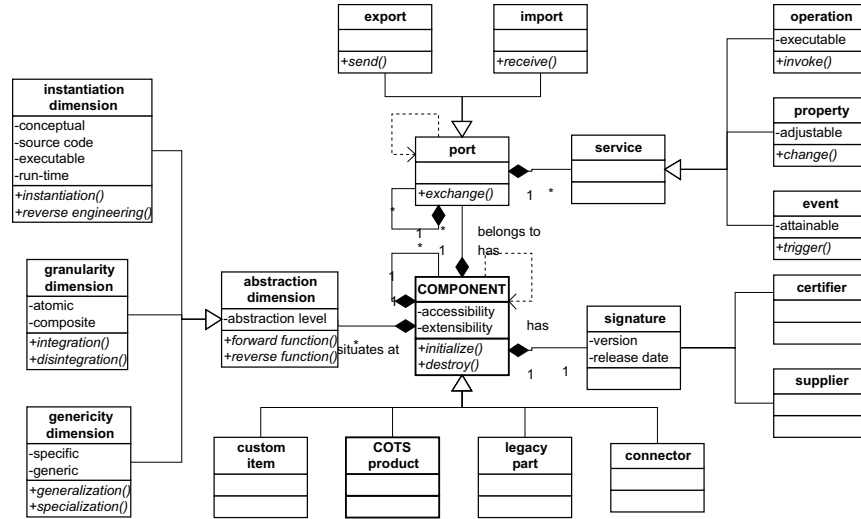 export
+send()
import
+receive()
operation
-executable
+invoke()
instantiation
dimension
-conceptual
-source code
-executable
-run-time
+instantiation()
+reverse engineering()
port
+exchange()
service
property
-adjustable
+change()
1
*
*
1
*
1
event
-attainable
+trigger()
belongs to
has
granularity
dimension
-atomic
-composite
+integration()
+disintegration()
abstraction
dimension
-abstraction level
+forward function()
+reverse function()
*
situates at
*
1
1
COMPONENT
-accessibility
-extensibility
+initialize()
+destroy()
has
1
1
signature
-version
-release date
certifier
supplier
genericity
dimension
-specific
-generic
+generalization()
+specialization()
custom
item
COTS
product
legacy
part
connector